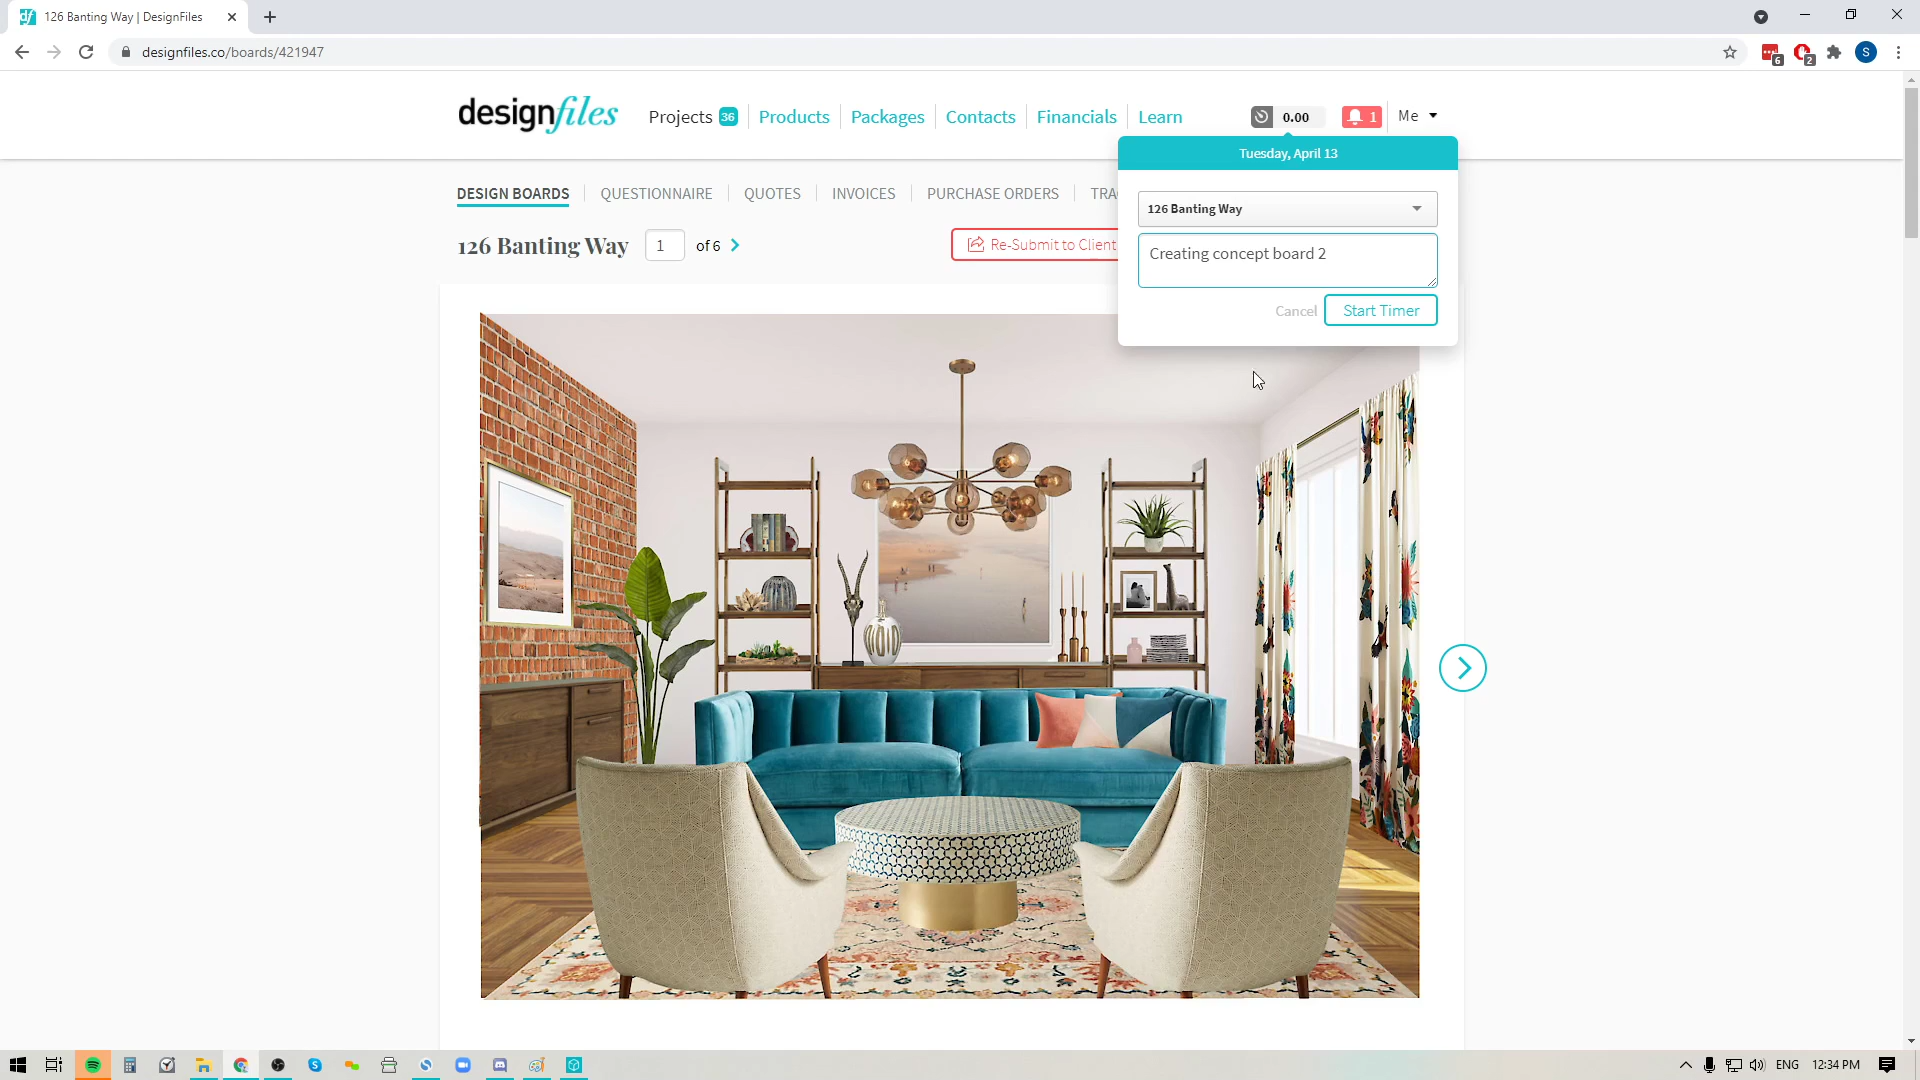 126 Banting Way | DesignFiles
designfiles.co/boards/421947
6
2
S
designfiles
Projects 36
Products
Packages
Contacts
Financials
Learn
0.00
1
Me
Tuesday, April 13
DESIGN BOARDS
QUESTIONNAIRE
QUOTES
INVOICES
PURCHASE ORDERS
TRA
126 Banting Way
Creating concept board 2
Cancel
Start Timer
126 Banting Way 1 of 6
Re-Submit to Client
ENG 12:34 PM